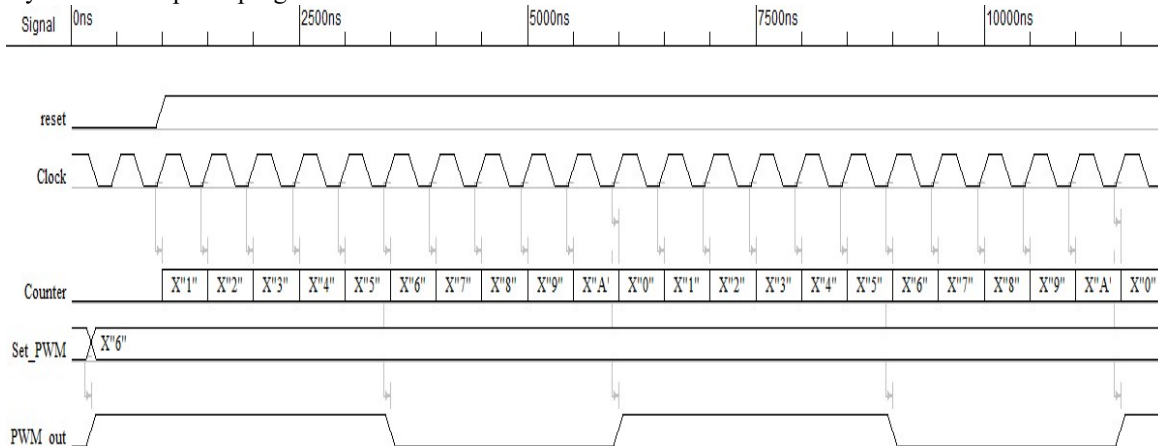 Signal 0ns 2500ns 5000ns 7500ns 10000ns
reset
Clock
Counter X"1" X"2" X"3" X"4" X"5" X"6" X"7" X"8" X"9" X"A' X"0" X"1" X"2" X"3" X"4" X"5" X"6" X"7" X"8" X"9" X"A' X"0"
Set_PWM X"6"
PWM_out